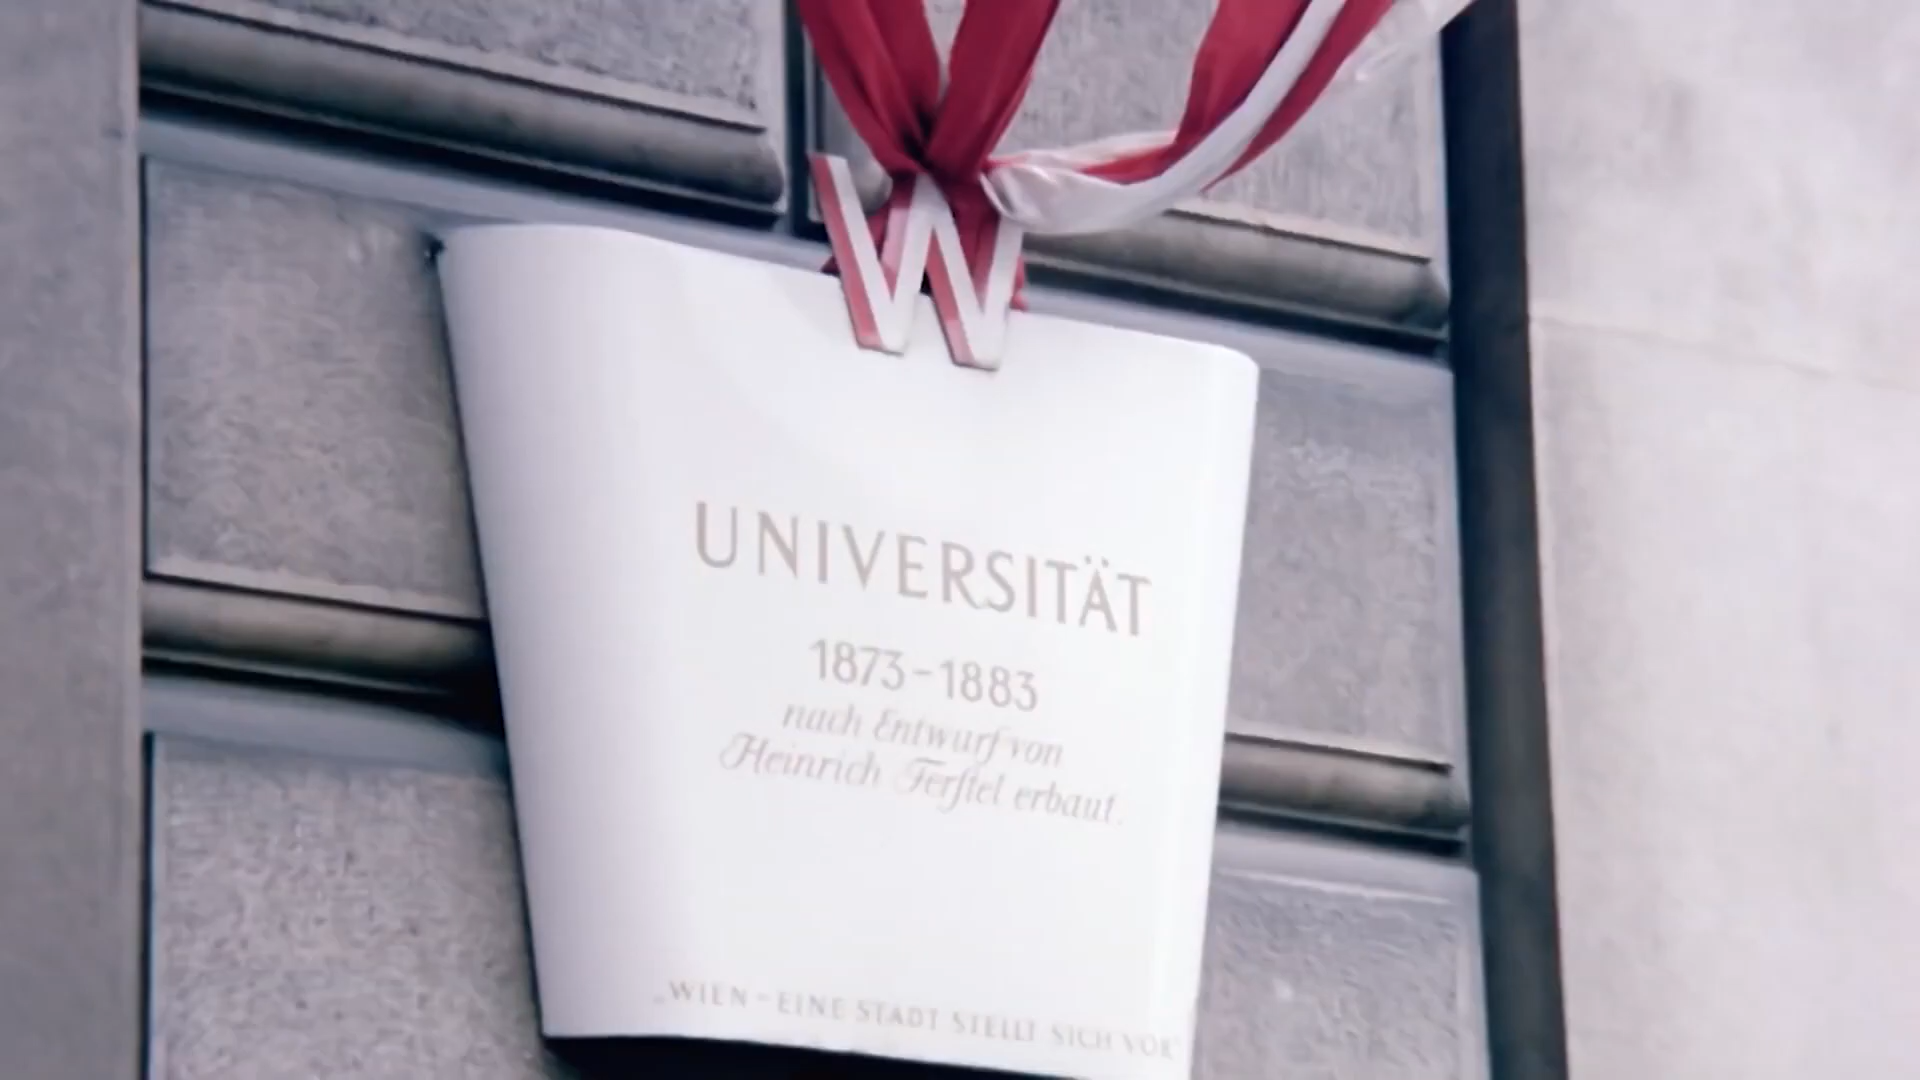 W
UNIVERSITÄT
1873-1883
nach Entwurf von
Heinrich Ferstel erbaut.
„WIEN - EINE STADT STELLT SICH VOR"